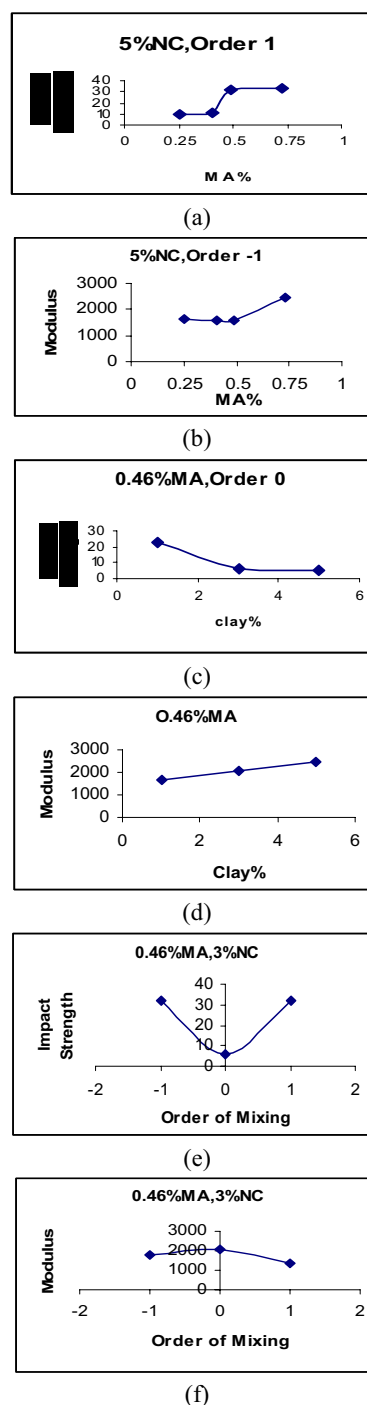 5%NC,Order 1
40
30
20
10
0
0 0.25 0.5 0.75 1
M A%
(a)
5%NC,Order -1
Modulus
3000
2000
1000
0
0 0.25 0.5 0.75 1
MA%
(b)
0.46%MA,Order 0
30
20
10
0
0 2 4 6
clay%
(c)
O.46%MA
Modulus
3000
2000
1000
0
0 2 4 6
Clay%
(d)
0.46%MA,3%NC
Impact
Strength
40
30
20
10
0
-2 -1 0 1 2
Order of Mixing
(e)
0.46%MA,3%NC
Modulus
3000
2000
1000
0
-2 -1 0 1 2
Order of Mixing
(f)